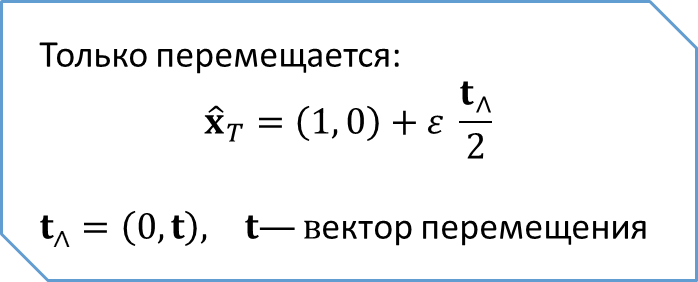 Только перемещается:
x̂_T = (1, 0) + ε t_∧/2
t_∧ = (0, t), t— вектор перемещения